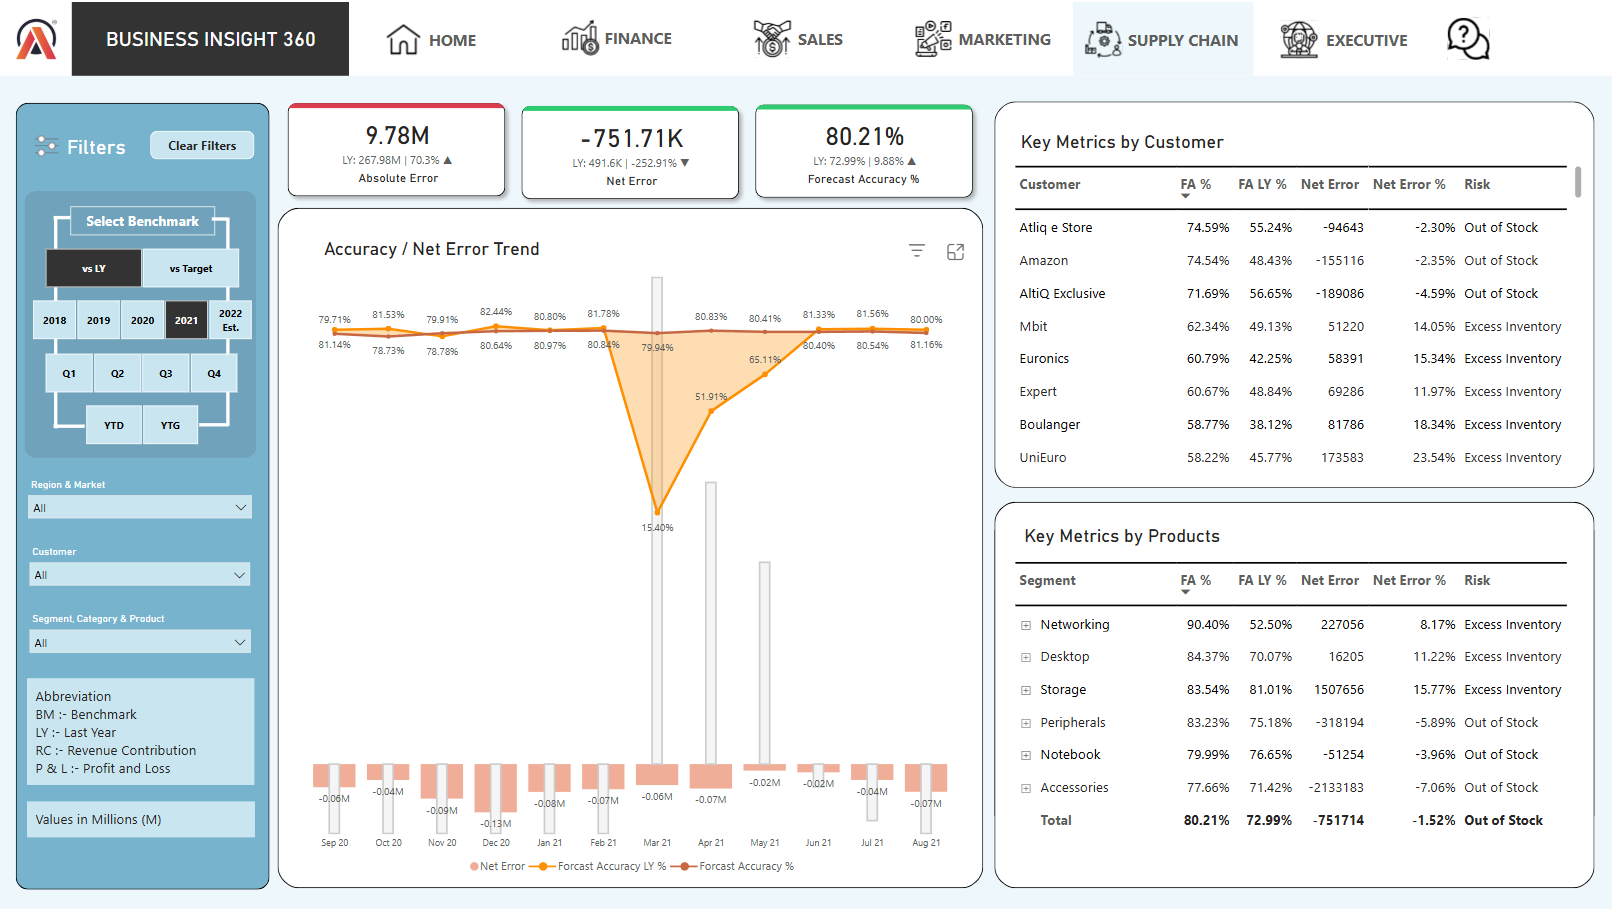 BUSINESS INSIGHT 360
HOME
FINANCE
SALES
MARKETING
SUPPLY CHAIN
EXECUTIVE
Filters
Clear Filters
Select Benchmark
vs LY
vs Target
2018
2019
2020
2021
2022
Est.
Q1
Q2
Q3
Q4
YTD
YTG
Region & Market
All
Customer
All
Segment, Category & Product
All
Abbreviation
BM :- Benchmark
LY :- Last Year
RC :- Revenue Contribution
P & L :- Profit and Loss
Values in Millions (M)
9.78M
LY: 267.98M | 70.3% ▲
Absolute Error
-751.71K
LY: 491.6K | -252.91% ▼
Net Error
80.21%
LY: 72.99% | 9.88% ▲
Forecast Accuracy %
Accuracy / Net Error Trend
79.71% 81.53% 79.91% 82.44% 80.80% 81.78% 80.83% 80.41% 81.33% 81.56% 80.00%
81.14% 78.73% 78.78% 80.64% 80.97% 80.84% 79.94% 80.40% 80.54% 81.16%
65.11%
51.91%
15.40%
-0.06M -0.04M -0.09M -0.13M -0.08M -0.07M -0.06M -0.07M -0.02M -0.02M -0.04M -0.07M
Sep 20 Oct 20 Nov 20 Dec 20 Jan 21 Feb 21 Mar 21 Apr 21 May 21 Jun 21 Jul 21 Aug 21
Net Error Forcast Accuracy LY % Forcast Accuracy %
Key Metrics by Customer
Customer FA % FA LY % Net Error Net Error % Risk
Atliq e Store 74.59% 55.24% -94643 -2.30% Out of Stock
Amazon 74.54% 48.43% -155116 -2.35% Out of Stock
AltiQ Exclusive 71.69% 56.65% -189086 -4.59% Out of Stock
Mbit 62.34% 49.13% 51220 14.05% Excess Inventory
Euronics 60.79% 42.25% 58391 15.34% Excess Inventory
Expert 60.67% 48.84% 69286 11.97% Excess Inventory
Boulanger 58.77% 38.12% 81786 18.34% Excess Inventory
UniEuro 58.22% 45.77% 173583 23.54% Excess Inventory
Key Metrics by Products
Segment FA % FA LY % Net Error Net Error % Risk
Networking 90.40% 52.50% 227056 8.17% Excess Inventory
Desktop 84.37% 70.07% 16205 11.22% Excess Inventory
Storage 83.54% 81.01% 1507656 15.77% Excess Inventory
Peripherals 83.23% 75.18% -318194 -5.89% Out of Stock
Notebook 79.99% 76.65% -51254 -3.96% Out of Stock
Accessories 77.66% 71.42% -2133183 -7.06% Out of Stock
Total 80.21% 72.99% -751714 -1.52% Out of Stock